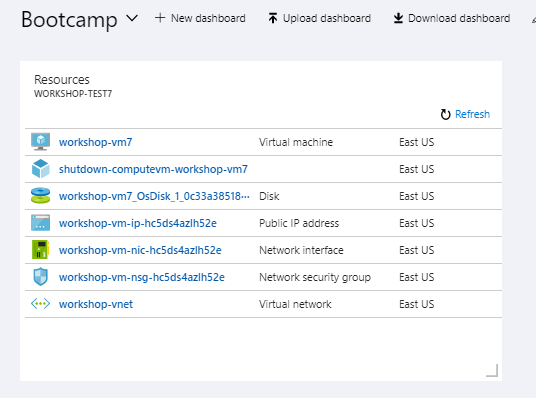 Bootcamp + New dashboard Upload dashboard Download dashboard
Resources
WORKSHOP-TEST7
Refresh
workshop-vm7 Virtual machine East US
shutdown-computevm-workshop-vm7 East US
workshop-vm7_OsDisk_1_0c33a38518··· Disk East US
workshop-vm-ip-hc5ds4azlh52e Public IP address East US
workshop-vm-nic-hc5ds4azlh52e Network interface East US
workshop-vm-nsg-hc5ds4azlh52e Network security group East US
workshop-vnet Virtual network East US